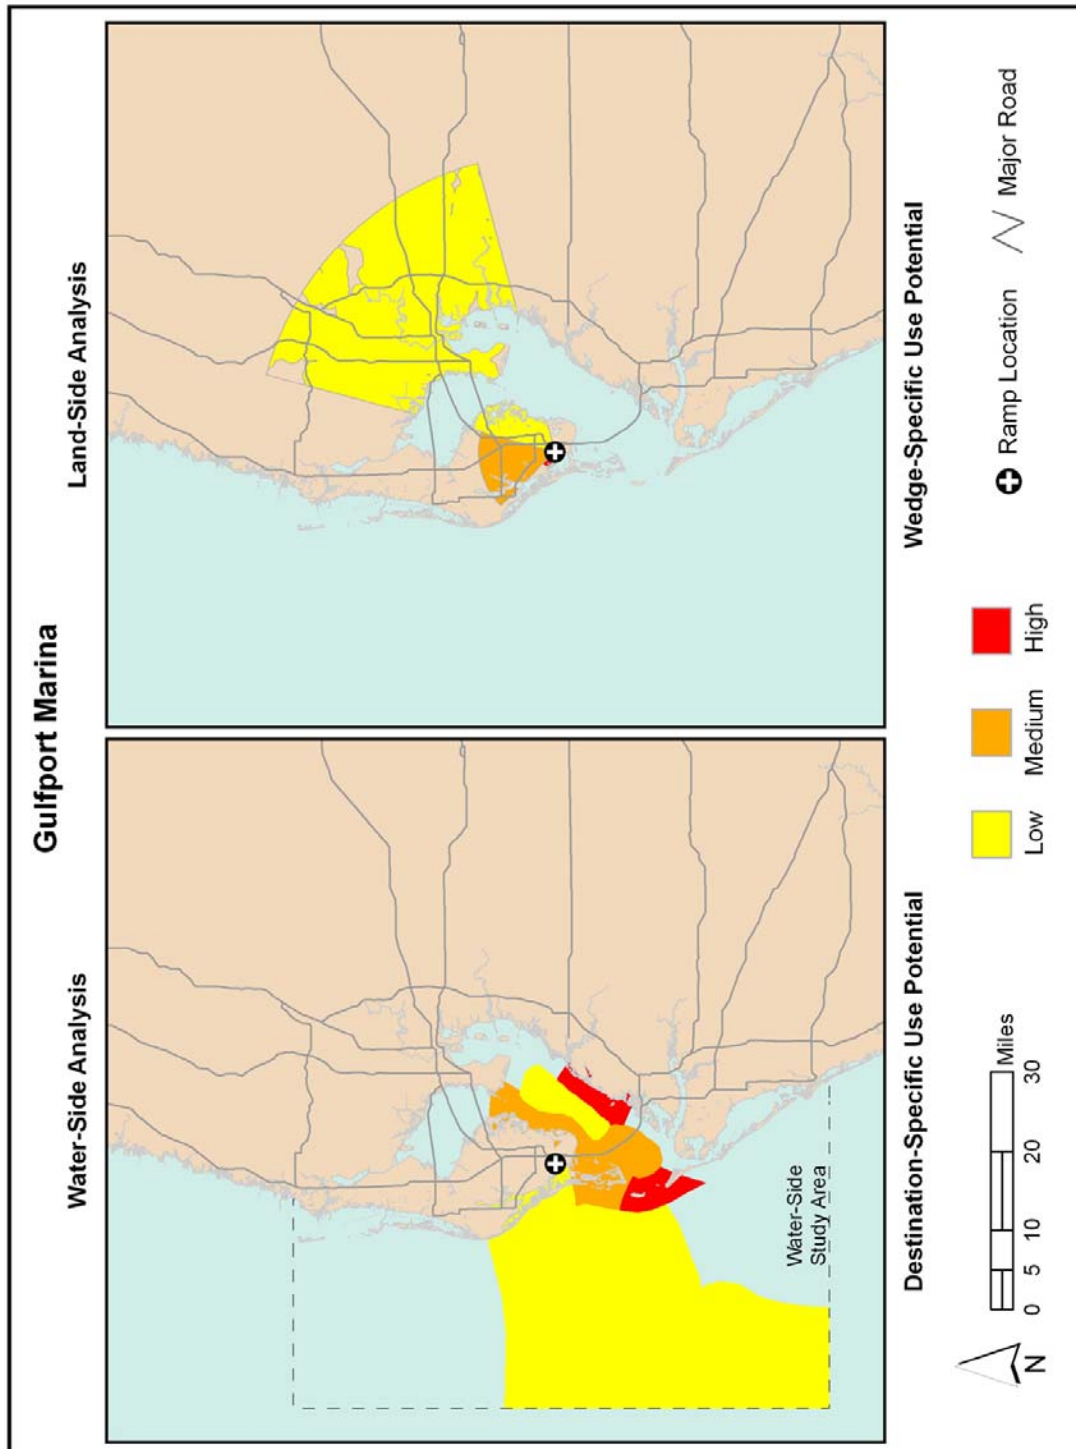 Gulfport Marina
Water-Side Analysis
Land-Side Analysis
Water-Side
Study Area
Destination-Specific Use Potential
Wedge-Specific Use Potential
N
0 5 10 20 30
Miles
Low
Medium
High
Ramp Location
Major Road